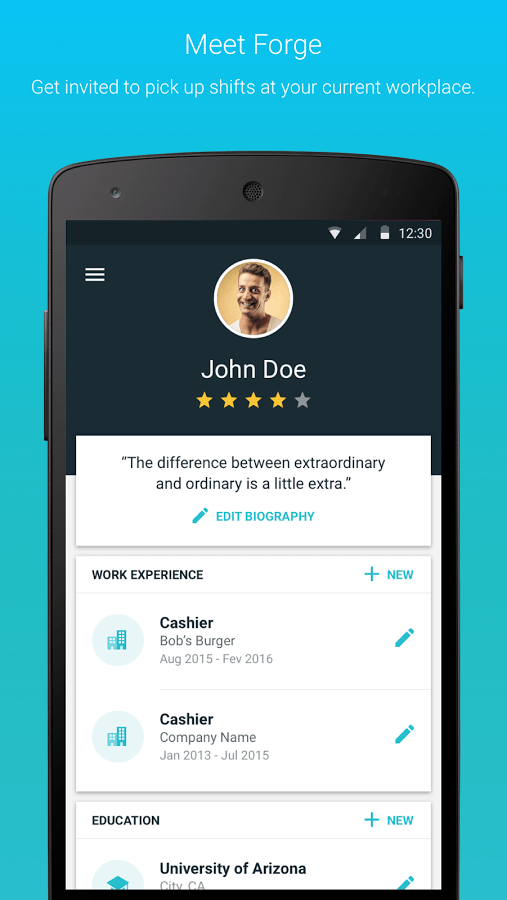 Meet Forge
Get invited to pick up shifts at your current workplace.
12:30
John Doe
“The difference between extraordinary
and ordinary is a little extra.”
EDIT BIOGRAPHY
WORK EXPERIENCE
NEW
Cashier
Bob’s Burger
Aug 2015 - Fev 2016
Cashier
Company Name
Jan 2013 - Jul 2015
EDUCATION
NEW
University of Arizona
City, CA